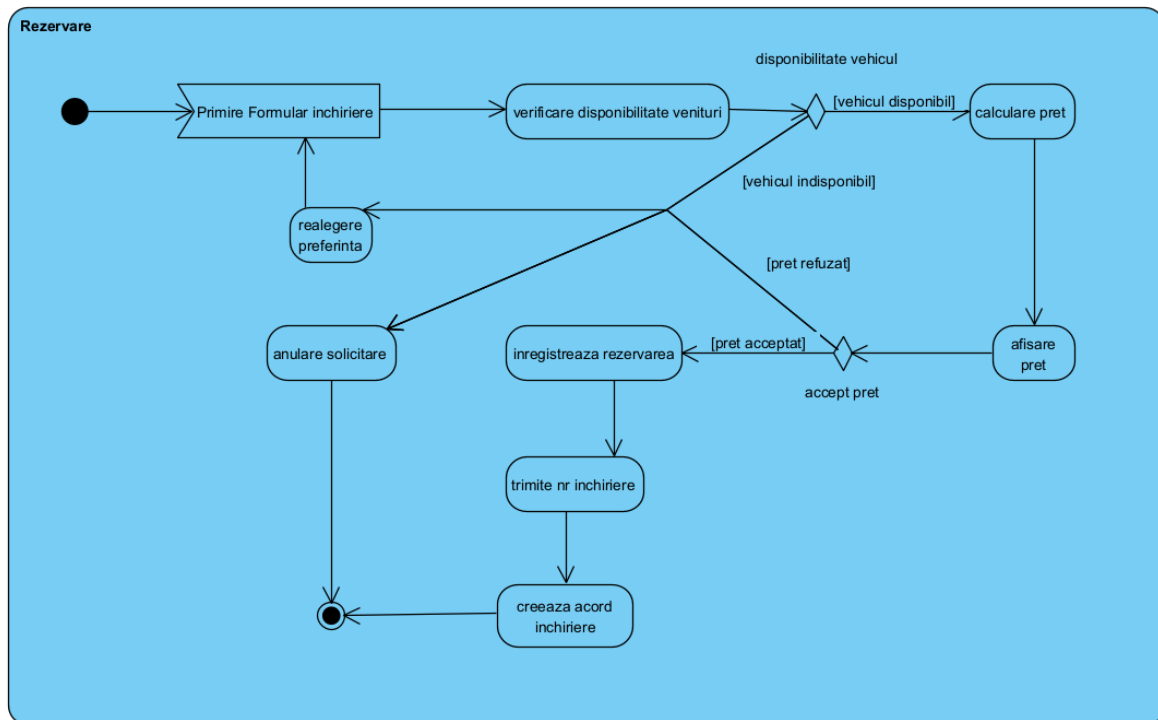 Rezervare
disponibilitate vehicul
Primire Formular inchiriere
verificare disponibilitate venituri
[vehicul disponibil]
calculare pret
[vehicul indisponibil]
realegere
preferinta
[pret refuzat]
anulare solicitare
inregistreaza rezervarea
[pret acceptat]
afisare
pret
accept pret
trimite nr inchiriere
creeaza acord
inchiriere